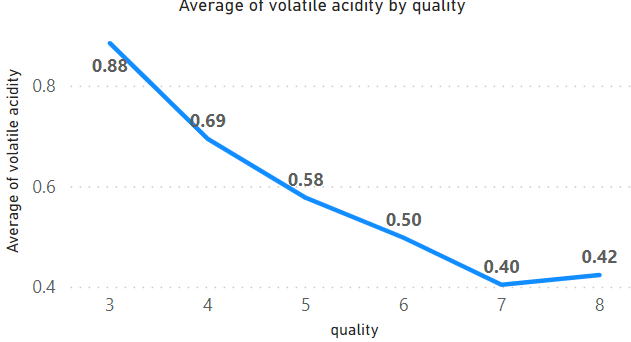 Average of volatile acidity by quality
Average of volatile acidity
0.8
0.6
0.4
0.88
0.69
0.58
0.50
0.40
0.42
3 4 5 6 7 8
quality